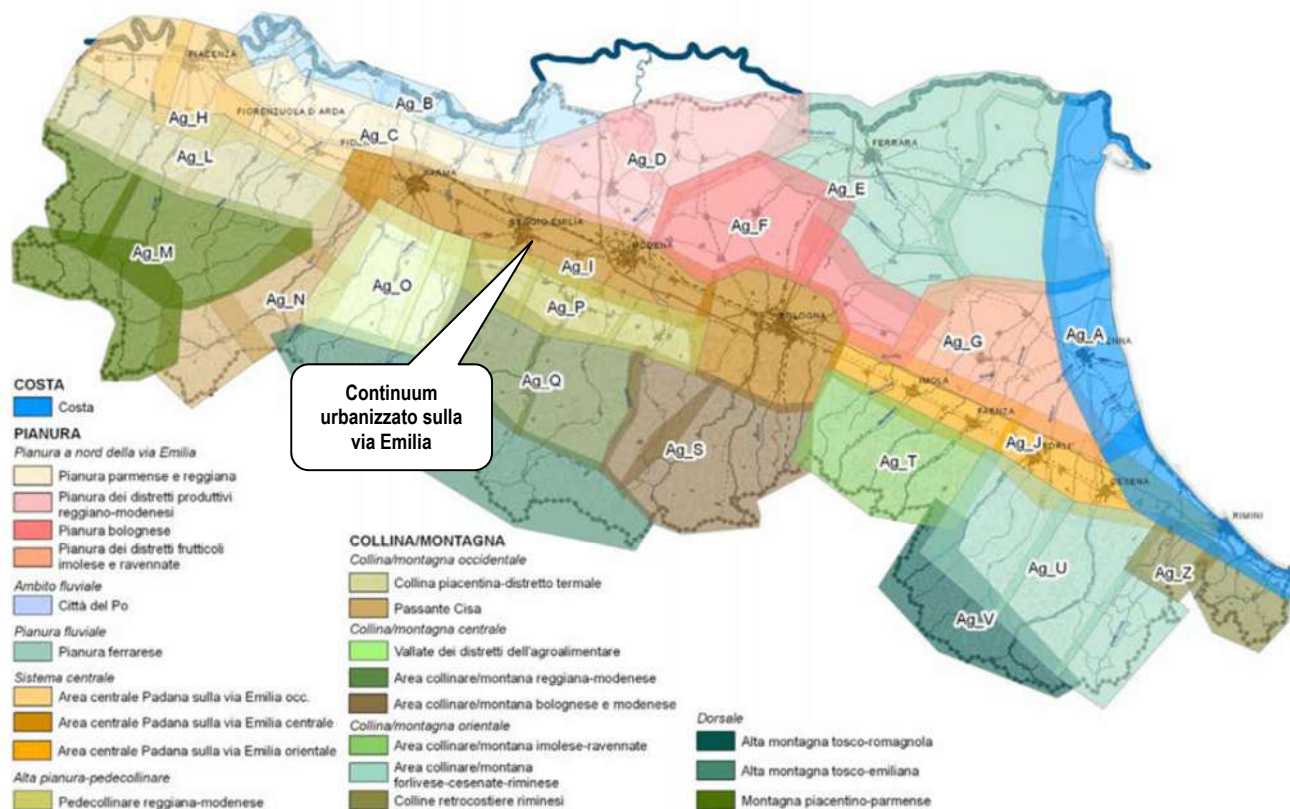 PIACENZA
Ag_B
Ag_H
FIORENZUOLA D'ARDA
Ag_C
Ag_L
Ag_D
FERRARA
Ag_E
PARMA
Ag_F
REGGIO EMILIA
MODENA
Ag_M
Ag_I
Ag_N
Ag_O
Ag_P
BOLOGNA
Ag_G
Ag_A
Ag_Q
IMOLA
FAENZA
Ag_S
Ag_J
Ag_T
CESENA
RIMINI
Ag_U
Ag_Z
Ag_V
Continuum
urbanizzato sulla
via Emilia
COSTA
Costa
PIANURA
Pianura a nord della via Emilia
Pianura parmense e reggiana
Pianura dei distretti produttivi
reggiano-modenesi
Pianura bolognese
Pianura dei distretti frutticoli
imolese e ravennate
Ambito fluviale
Città del Po
Pianura fluviale
Pianura ferrarese
Sistema centrale
Area centrale Padana sulla via Emilia occ.
Area centrale Padana sulla via Emilia centrale
Area centrale Padana sulla via Emilia orientale
Alta pianura-pedecollinare
Pedecollinare reggiana-modenese
COLLINA/MONTAGNA
Collina/montagna occidentale
Collina piacentina-distretto termale
Passante Cisa
Collina/montagna centrale
Vallate dei distretti dell'agroalimentare
Area collinare/montana reggiana-modenese
Area collinare/montana bolognese e modenese
Collina/montagna orientale
Area collinare/montana imolese-ravennate
Area collinare/montana
forlivese-cesenate-riminese
Colline retrocostiere riminesi
Dorsale
Alta montagna tosco-romagnola
Alta montagna tosco-emiliana
Montagna piacentino-parmense